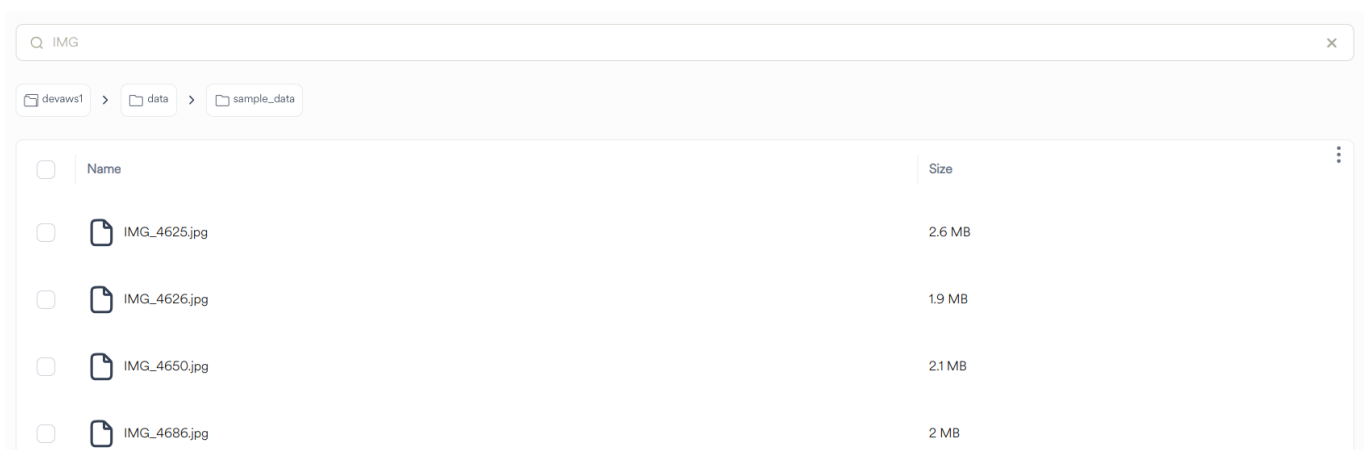 IMG
devaws1 > data > sample_data
Name Size
IMG_4625.jpg 2.6 MB
IMG_4626.jpg 1.9 MB
IMG_4650.jpg 2.1 MB
IMG_4686.jpg 2 MB